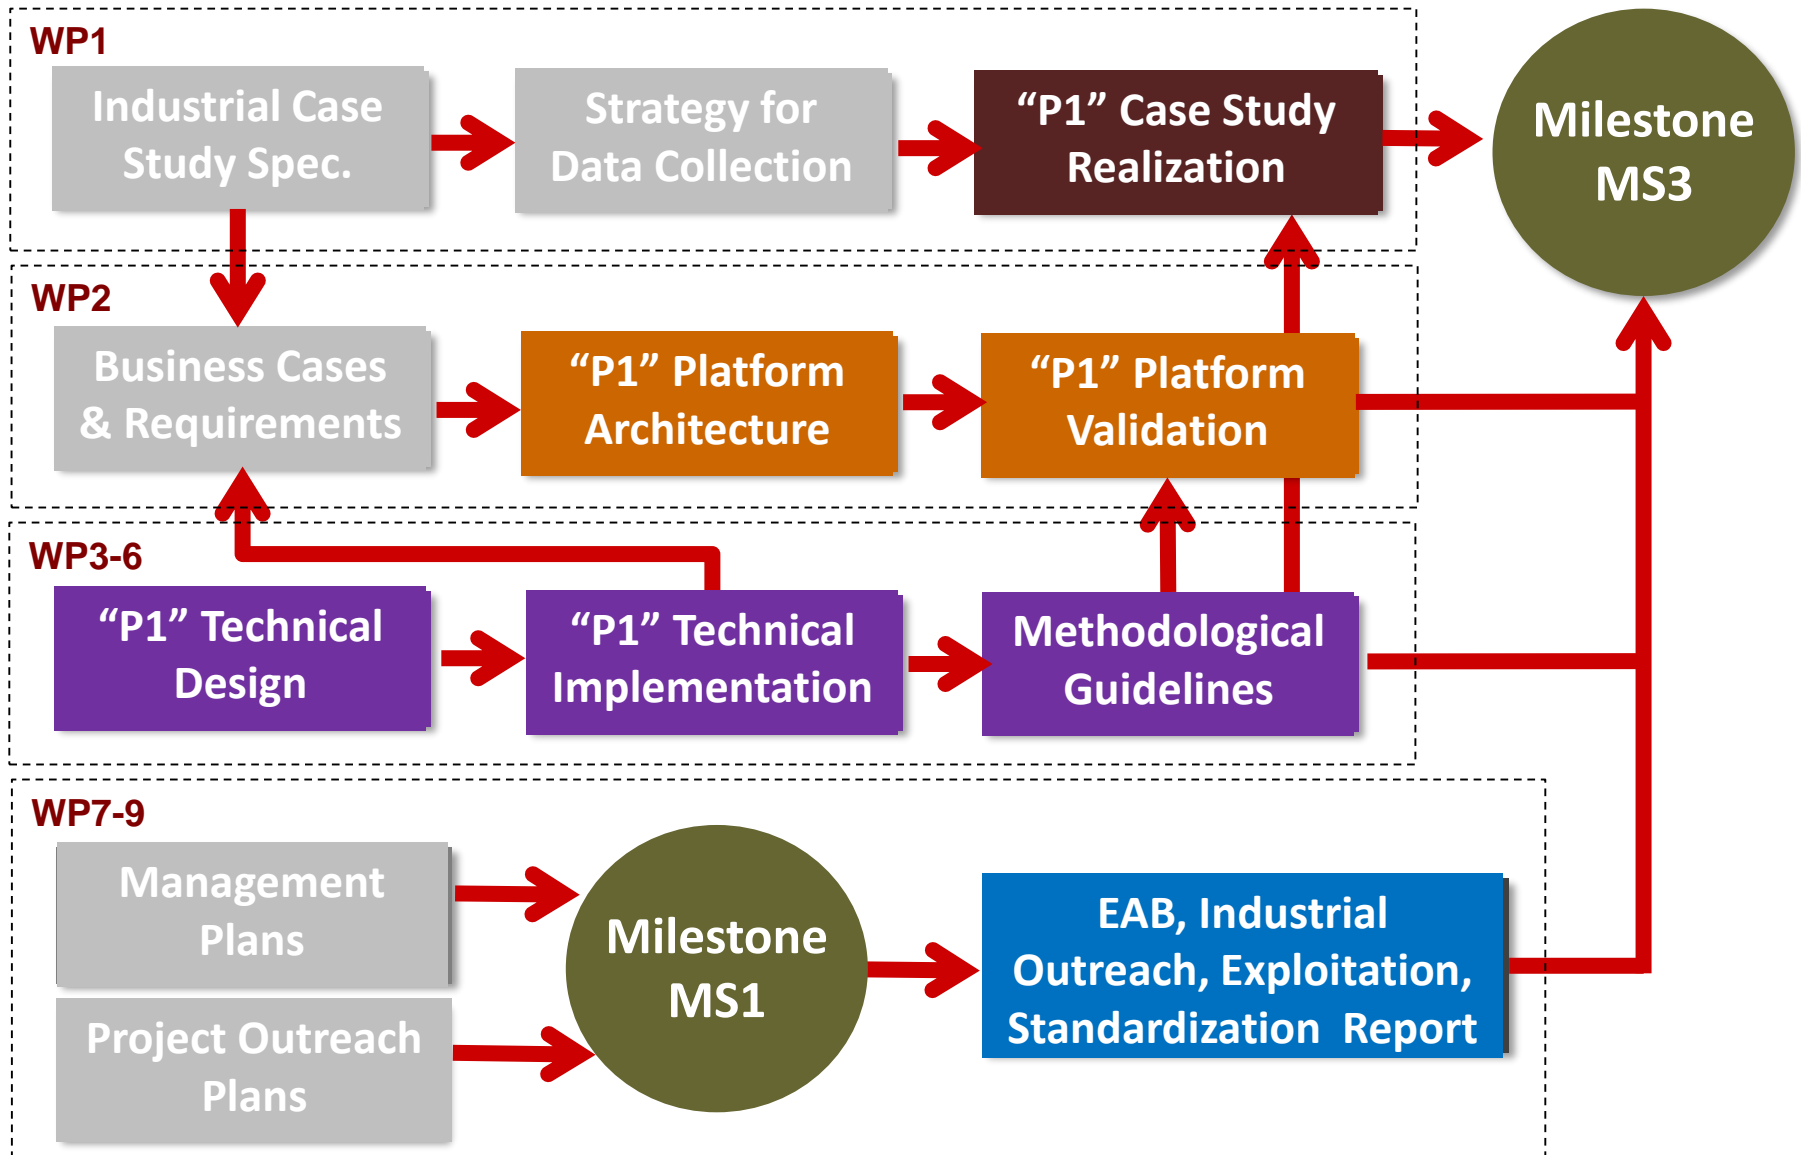 WP1
Industrial Case
Study Spec.
Strategy for
Data Collection
“P1” Case Study
Realization
Milestone
MS3
WP2
Business Cases
& Requirements
“P1” Platform
Architecture
“P1” Platform
Validation
WP3-6
“P1” Technical
Design
“P1” Technical
Implementation
Methodological
Guidelines
WP7-9
Management
Plans
Project Outreach
Plans
Milestone
MS1
EAB, Industrial
Outreach, Exploitation,
Standardization Report